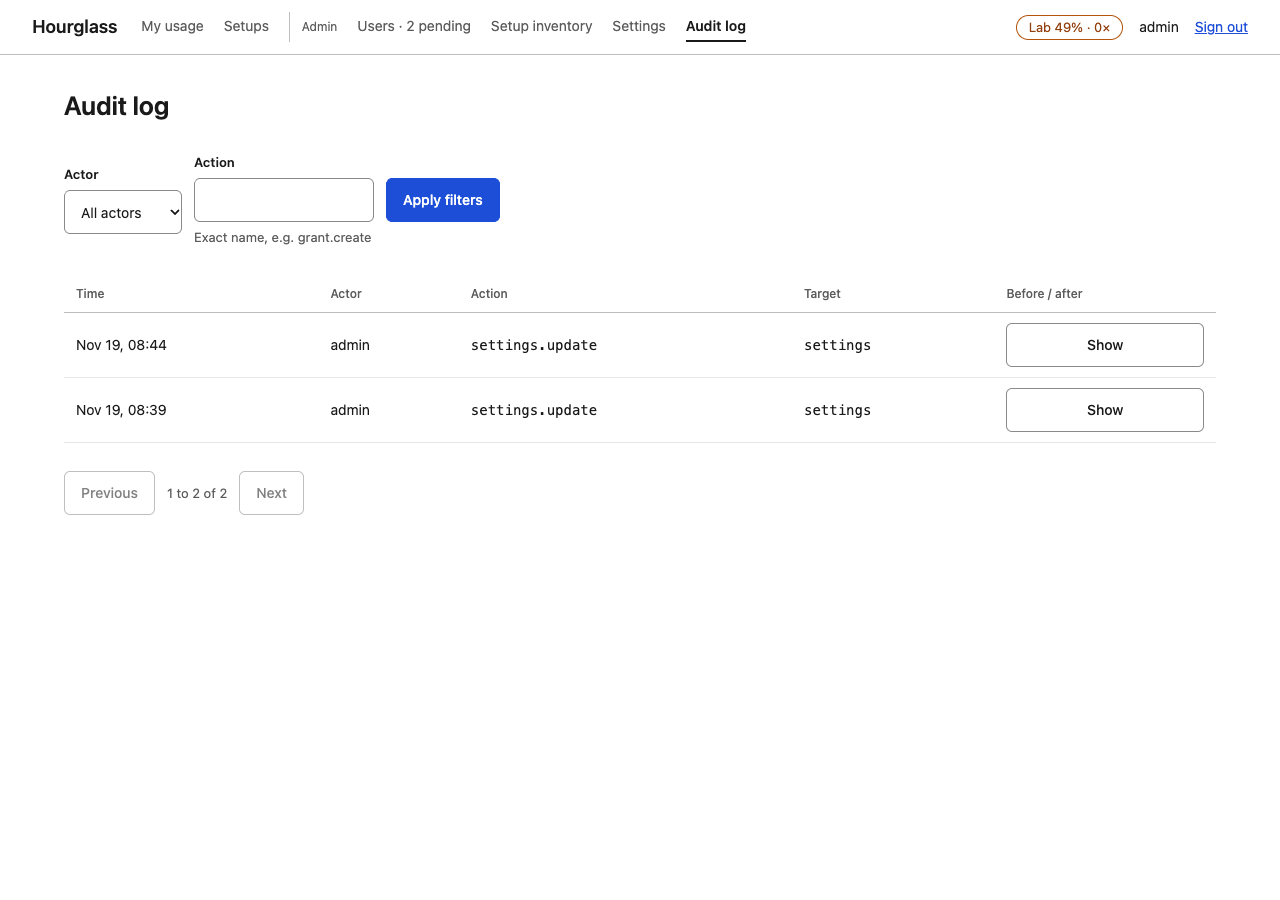 Hourglass My usage Setups Admin Users · 2 pending Setup inventory Settings Audit log Lab 49% · 0× admin Sign out
Audit log
Actor
All actors
Action
Exact name, e.g. grant.create
Apply filters
Time Actor Action Target Before / after
Nov 19, 08:44 admin settings.update settings Show
Nov 19, 08:39 admin settings.update settings Show
Previous 1 to 2 of 2 Next